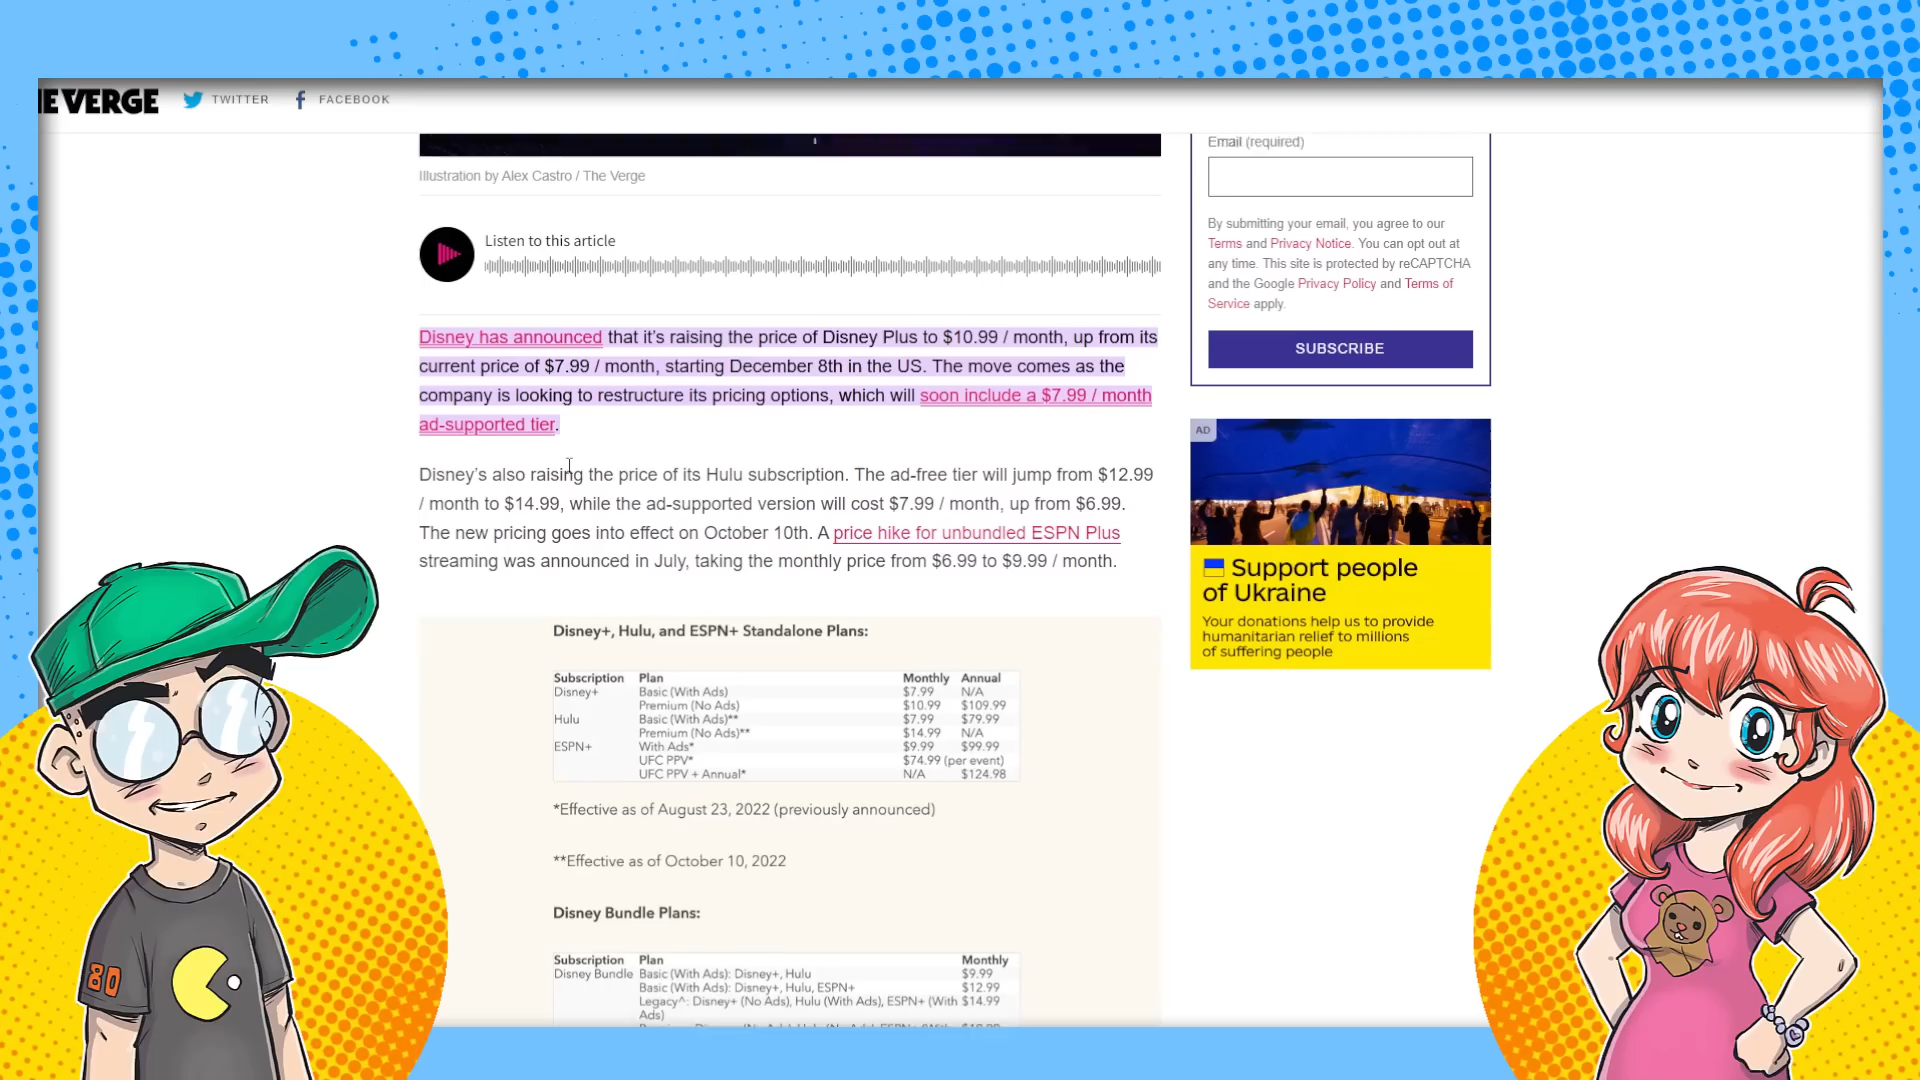 HE VERGE TWITTER FACEBOOK
Illustration by Alex Castro / The Verge
Listen to this article
Disney has announced that it's raising the price of Disney Plus to $10.99 / month, up from its
current price of $7.99 / month, starting December 8th in the US. The move comes as the
company is looking to restructure its pricing options, which will soon include a $7.99 / month
ad-supported tier.
Disney's also raising the price of its Hulu subscription. The ad-free tier will jump from $12.99
/ month to $14.99, while the ad-supported version will cost $7.99 / month, up from $6.99.
The new pricing goes into effect on October 10th. A price hike for unbundled ESPN Plus
streaming was announced in July, taking the monthly price from $6.99 to $9.99 / month.
Disney+, Hulu, and ESPN+ Standalone Plans:
Subscription Plan Monthly Annual
Disney+ Basic (With Ads) $7.99 N/A
Premium (No Ads) $10.99 $109.99
Hulu Basic (With Ads)** $7.99 $79.99
Premium (No Ads)** $14.99 N/A
ESPN+ With Ads* $9.99 $99.99
UFC PPV* $74.99 (per event)
UFC PPV + Annual* N/A $124.98
*Effective as of August 23, 2022 (previously announced)
**Effective as of October 10, 2022
Disney Bundle Plans:
Subscription Plan Monthly
Disney Bundle Basic (With Ads): Disney+, Hulu $9.99
Basic (With Ads): Disney+, Hulu, ESPN+ $12.99
Legacy^: Disney+ (No Ads), Hulu (With Ads), ESPN+ (With $14.99
Ads)
Email (required)
By submitting your email, you agree to our
Terms and Privacy Notice. You can opt out at
any time. This site is protected by reCAPTCHA
and the Google Privacy Policy and Terms of
Service apply.
SUBSCRIBE
AD
Support people
of Ukraine
Your donations help us to provide
humanitarian relief to millions
of suffering people
80